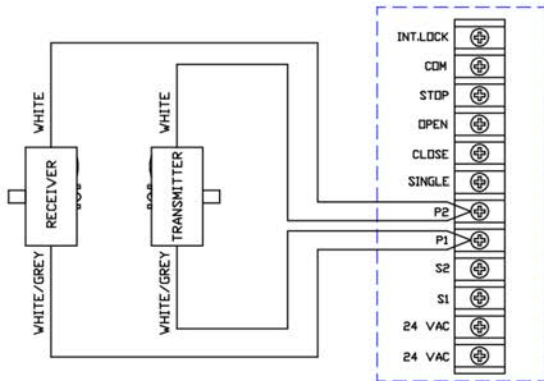 INT.LOCK
COM
STOP
OPEN
CLOSE
SINGLE
P2
P1
S2
S1
24 VAC
24 VAC
WHITE
RECEIVER
WHITE/GREY
WHITE
TRANSMITTER
WHITE/GREY